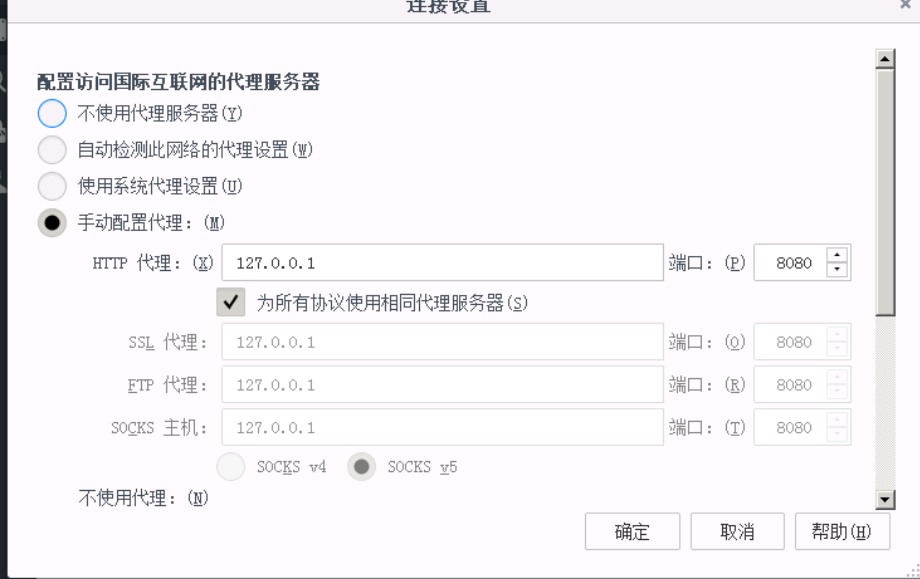 连接设置
配置访问国际互联网的代理服务器
不使用代理服务器(Y)
自动检测此网络的代理设置(W)
使用系统代理设置(U)
手动配置代理：(M)
HTTP 代理：(X) 127.0.0.1 端口：(P) 8080
为所有协议使用相同代理服务器(S)
SSL 代理： 127.0.0.1 端口：(O) 8080
FTP 代理： 127.0.0.1 端口：(R) 8080
SOCKS 主机： 127.0.0.1 端口：(T) 8080
SOCKS v4 SOCKS v5
不使用代理：(N)
确定 取消 帮助(H)